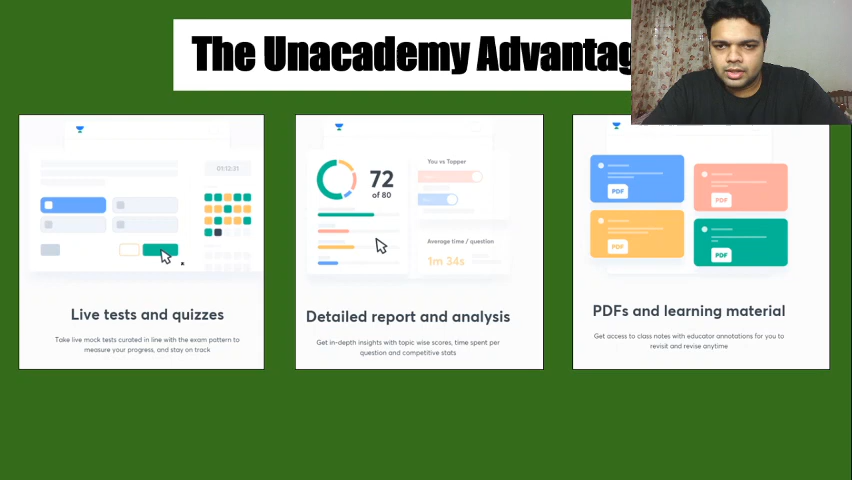 The Unacademy Advantag
01:12:21
72
of 80
You vs Topper
Average time / question
1m 34s
PDF
PDF
PDF
PDF
Live tests and quizzes
Take live mock tests curated in line with the exam pattern to
measure your progress, and stay on track
Detailed report and analysis
Get in-depth insights with topic wise scores, time spent per
question and competitive stats
PDFs and learning material
Get access to class notes with educator annotations for you to
revisit and revise anytime